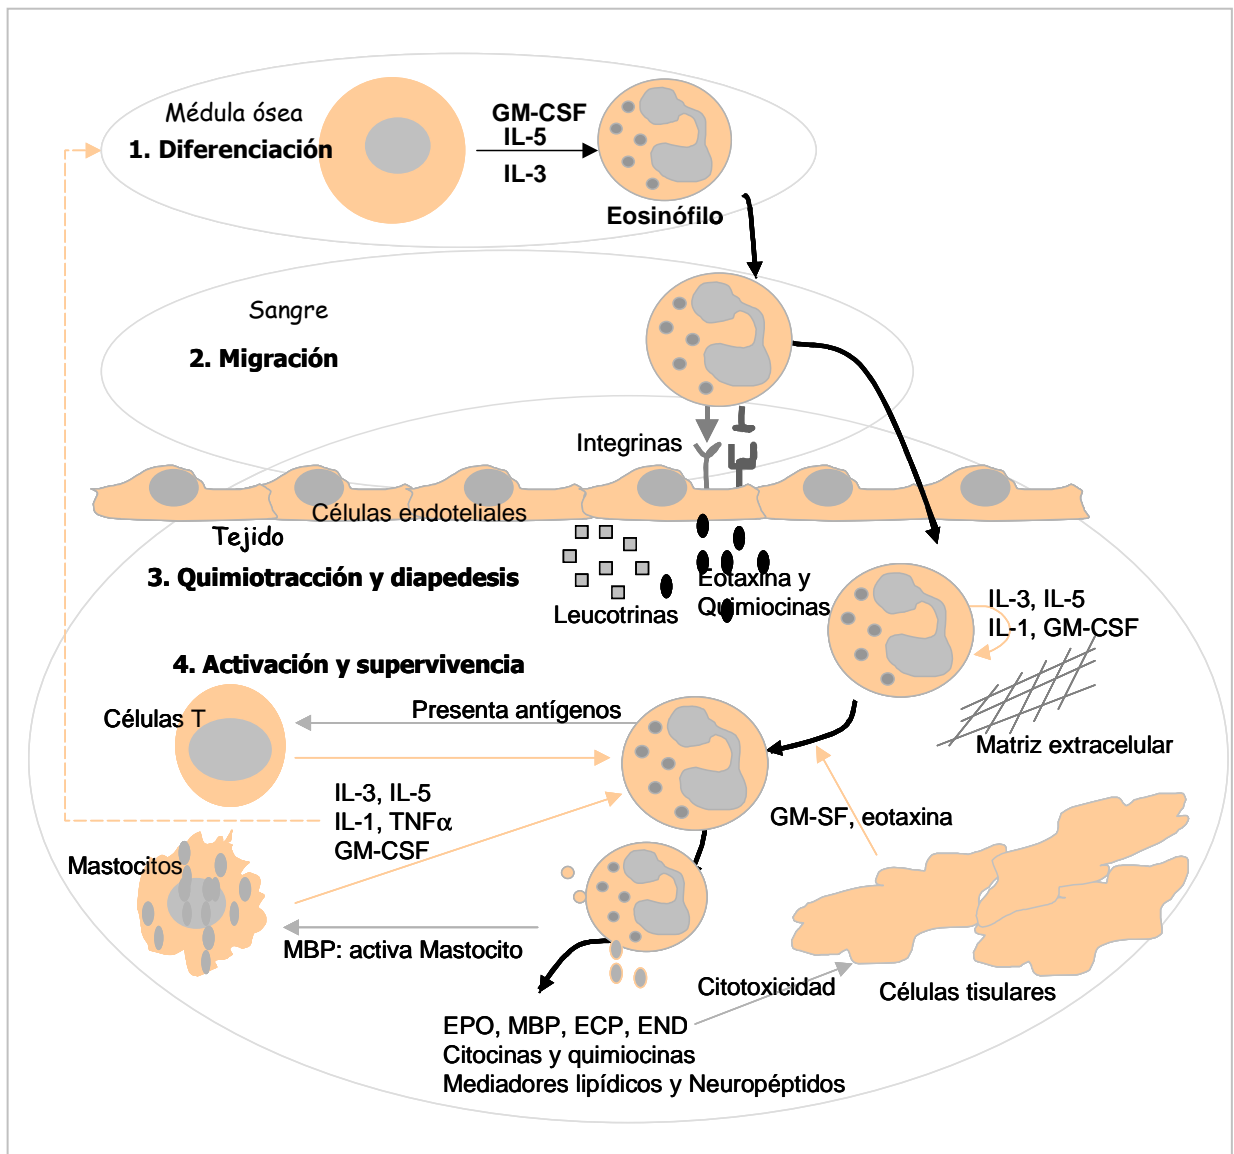 Médula ósea
1. Diferenciación
GM-CSF
IL-5
IL-3
Eosinófilo
Sangre
2. Migración
Integrinas
Células endoteliales
Tejido
3. Quimiotracción y diapedesis
Leucotrinas
Eotaxina y
Quimiocinas
IL-3, IL-5
IL-1, GM-CSF
Matriz extracelular
4. Activación y supervivencia
Células T
Presenta antígenos
IL-3, IL-5
IL-1, TNFα
GM-CSF
GM-SF, eotaxina
Mastocitos
MBP: activa Mastocito
Citotoxicidad
Células tisulares
EPO, MBP, ECP, END
Citocinas y quimiocinas
Mediadores lipídicos y Neuropéptidos